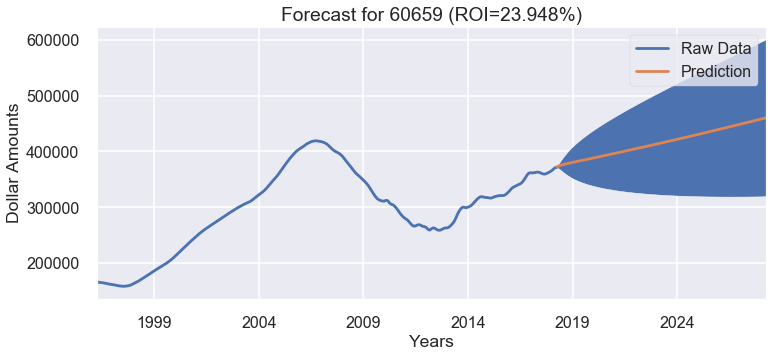 Forecast for 60659 (ROI=23.948%)
600000
500000
400000
300000
200000
Dollar Amounts
Raw Data
Prediction
1999 2004 2009 2014 2019 2024
Years